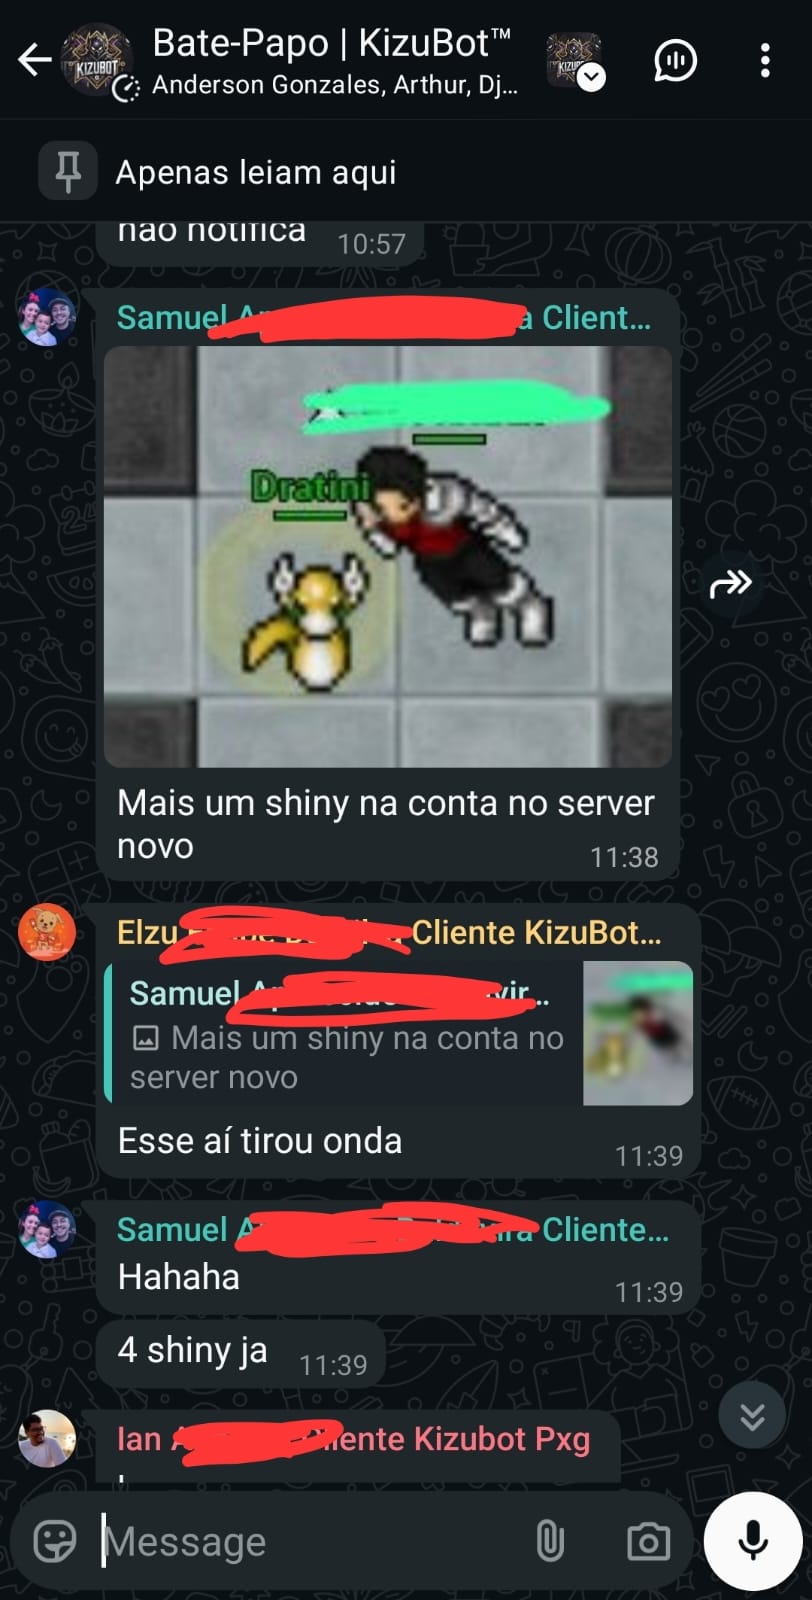 Bate-Papo | KizuBot™
Anderson Gonzales, Arthur, Dj...
Apenas leiam aqui
não notifica 10:57
Samuel Client...
Dratini
Mais um shiny na conta no server
novo
11:38
Elzu Cliente KizuBot...
Samuel
Mais um shiny na conta no
server novo
Esse aí tirou onda
11:39
Samuel Cliente...
Hahaha
11:39
4 shiny ja 11:39
Ian Kizubot Pxg
Message